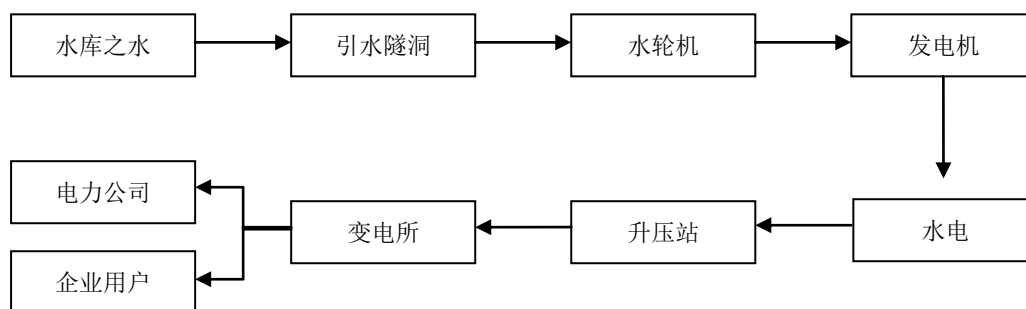 水库之水
引水隧洞
水轮机
发电机
水电
升压站
变电所
电力公司
企业用户